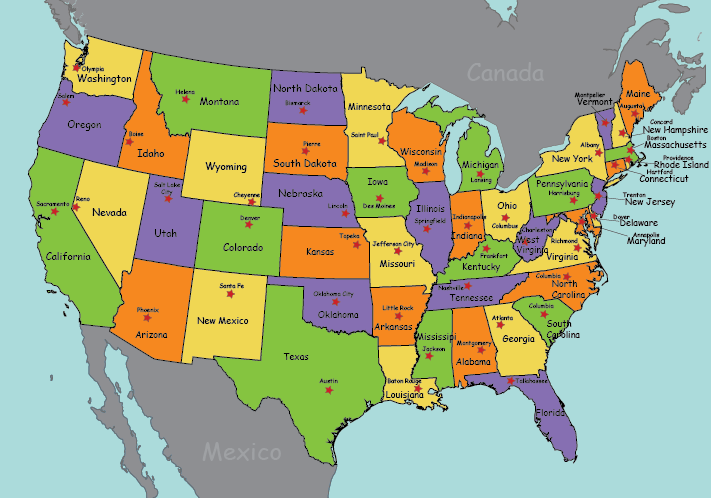 Canada
Olympia
Washington
Salem
Oregon
Helena
Montana
North Dakota
Bismarck
Minnesota
Saint Paul
Boise
Idaho
Wyoming
Cheyenne
Pierre
South Dakota
Wisconsin
Madison
Michigan
Lansing
Montpelier
Vermont
Maine
Augusta
Concord
New Hampshire
Boston
Massachusetts
Providence
Rhode Island
Hartford
Connecticut
Albany
New York
Pennsylvania
Harrisburg
Trenton
New Jersey
Dover
Delaware
Annapolis
Maryland
Sacramento
Reno
Nevada
California
Salt Lake
City
Utah
Denver
Colorado
Nebraska
Lincoln
Iowa
Des Moines
Illinois
Springfield
Indianapolis
Indiana
Ohio
Columbus
Charleston
West
Virginia
Richmond
Virginia
Topeka
Kansas
Jefferson City
Missouri
Frankfort
Kentucky
Nashville
Tennessee
Columbia
North
Carolina
Columbia
South
Carolina
Phoenix
Arizona
Santa Fe
New Mexico
Oklahoma City
Oklahoma
Little Rock
Arkansas
Mississipi
Jackson
Montgomery
Alabama
Atlanta
Georgia
Texas
Austin
Baton Rouge
Louisiana
Talahassee
Florida
Mexico